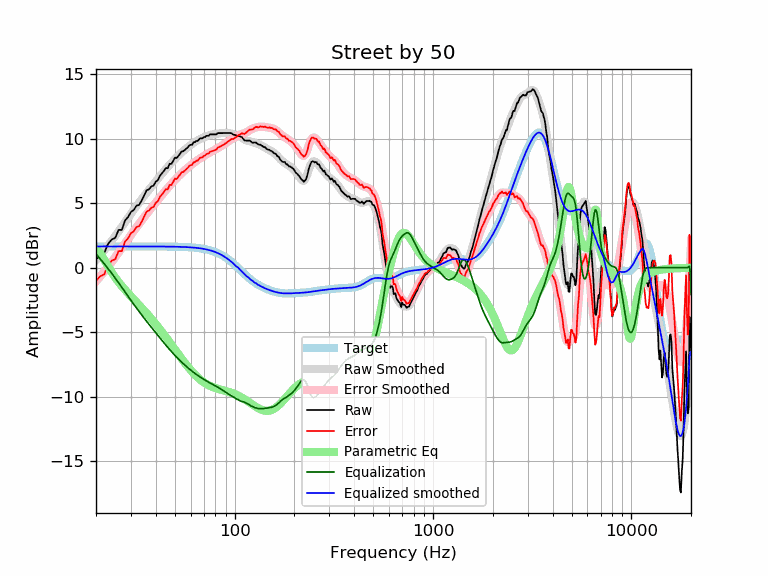 Street by 50
15
10
5
0
−5
−10
−15
Amplitude (dBr)
Target
Raw Smoothed
Error Smoothed
Raw
Error
Parametric Eq
Equalization
Equalized smoothed
100
1000
10000
Frequency (Hz)